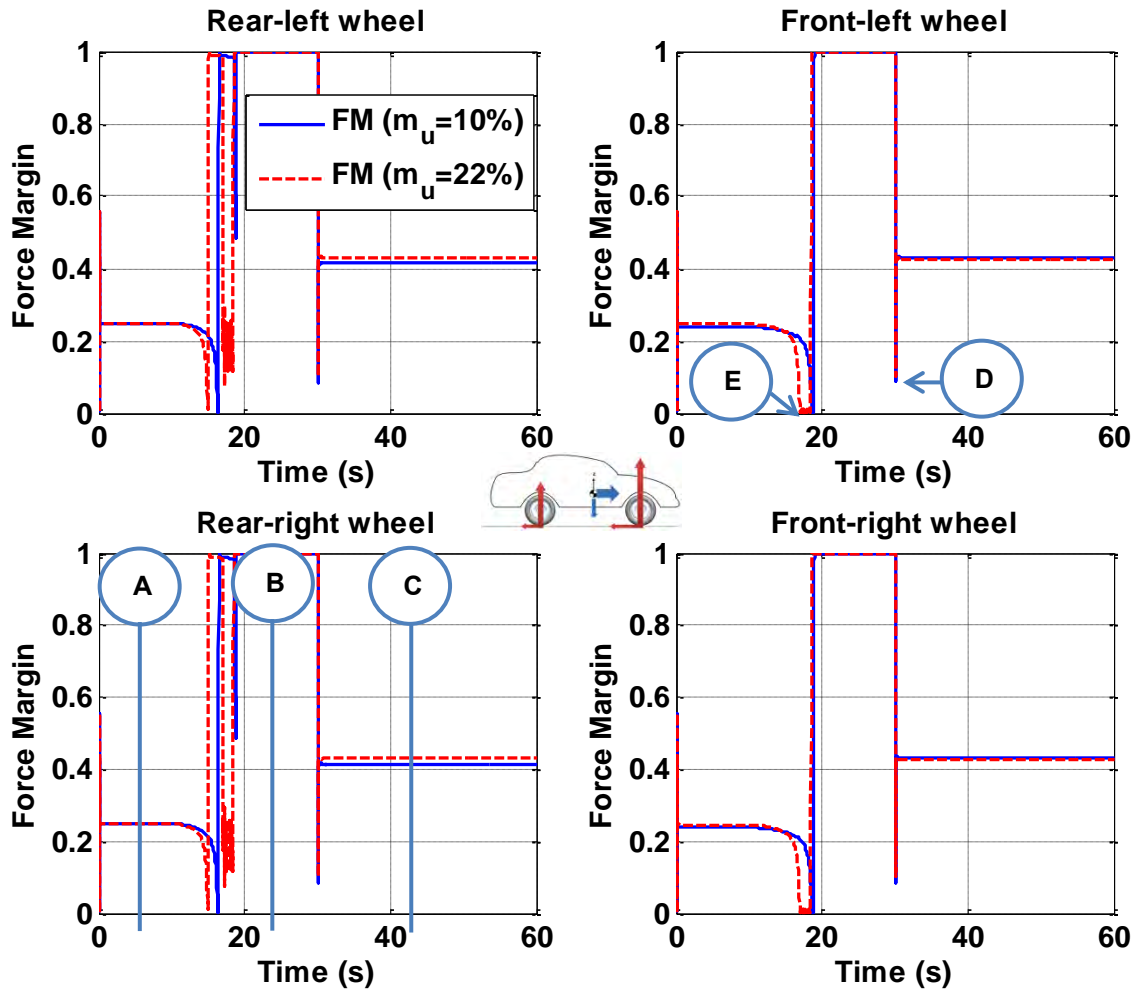 Rear-left wheel
Front-left wheel
Force Margin
1
0.8
0.6
0.4
0.2
0
FM (m_u=10%)
FM (m_u=22%)
0 20 40 60
Time (s)
Force Margin
1
0.8
0.6
0.4
0.2
0
E
D
0 20 40 60
Time (s)
Rear-right wheel
Front-right wheel
Force Margin
1
0.8
0.6
0.4
0.2
0
A
B
C
0 20 40 60
Time (s)
Force Margin
1
0.8
0.6
0.4
0.2
0
0 20 40 60
Time (s)